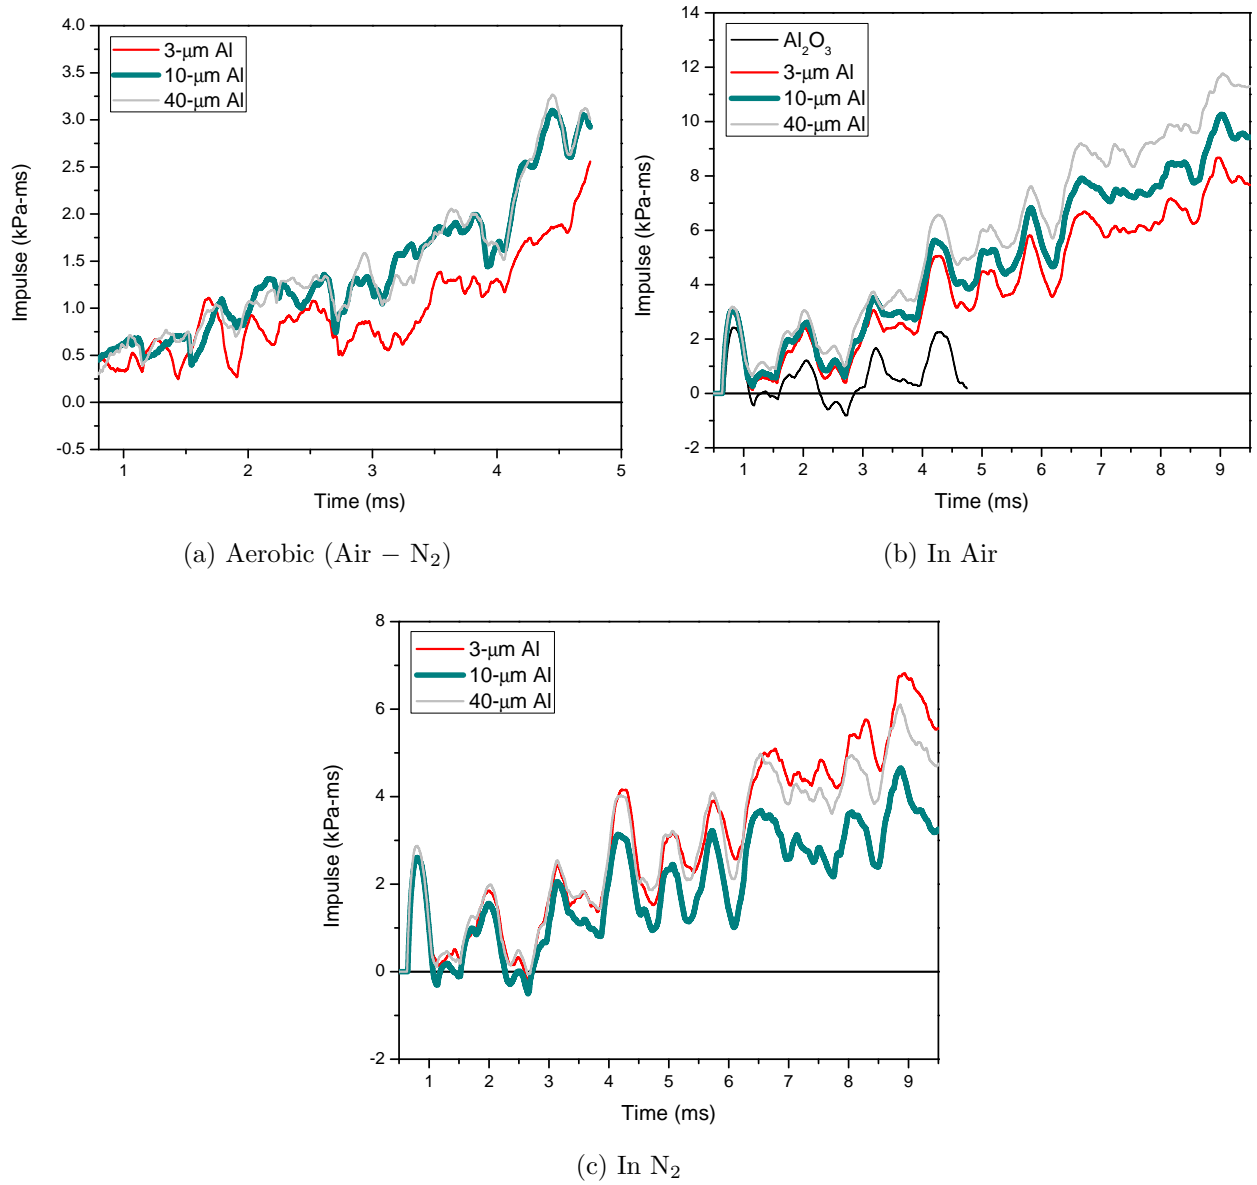 4.0
3.5
3.0
2.5
2.0
1.5
1.0
0.5
0.0
-0.5
Impulse (kPa-ms)
3-μm Al
10-μm Al
40-μm Al
1 2 3 4 5
Time (ms)
(a) Aerobic (Air − N₂)
14
12
10
8
6
4
2
0
-2
Impulse (kPa-ms)
Al₂O₃
3-μm Al
10-μm Al
40-μm Al
1 2 3 4 5 6 7 8 9
Time (ms)
(b) In Air
8
6
4
2
0
-2
Impulse (kPa-ms)
3-μm Al
10-μm Al
40-μm Al
1 2 3 4 5 6 7 8 9
Time (ms)
(c) In N₂